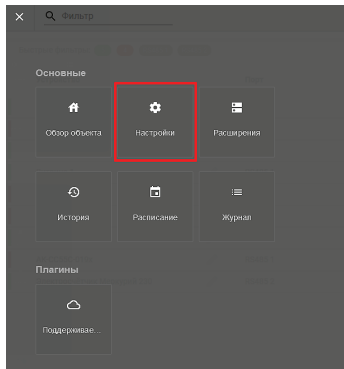 Фильтр
Основные
Обзор объекта
Настройки
Расширения
История
Расписание
Журнал
Плагины
Поддерживае...